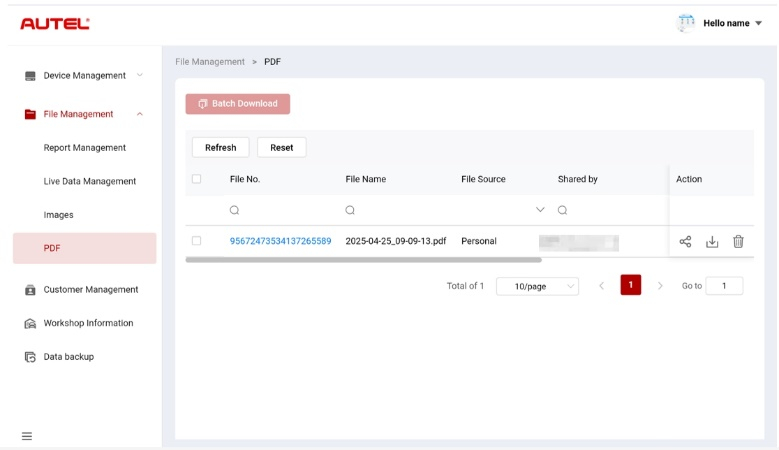 AUTEL
Hello name
Device Management
File Management
Report Management
Live Data Management
Images
PDF
Customer Management
Workshop Information
Data backup
File Management > PDF
Batch Download
Refresh Reset
File No. File Name File Source Shared by Action
95672473534137265589 2025-04-25_09-09-13.pdf Personal
Total of 1 10/page < 1 > Go to 1